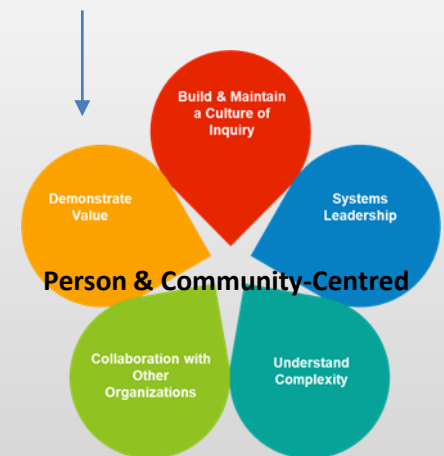 Build & Maintain
a Culture of
Inquiry
Demonstrate
Value
Systems
Leadership
Person & Community-Centred
Collaboration with
Other
Organizations
Understand
Complexity